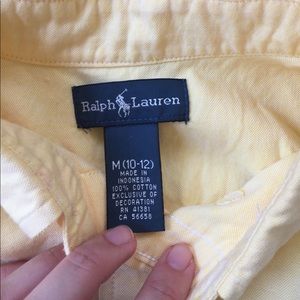 Ralph Lauren
M (10-12)
MADE IN
INDONESIA
100% COTTON
EXCLUSIVE OF
DECORATION
RN 41381
CA 56658